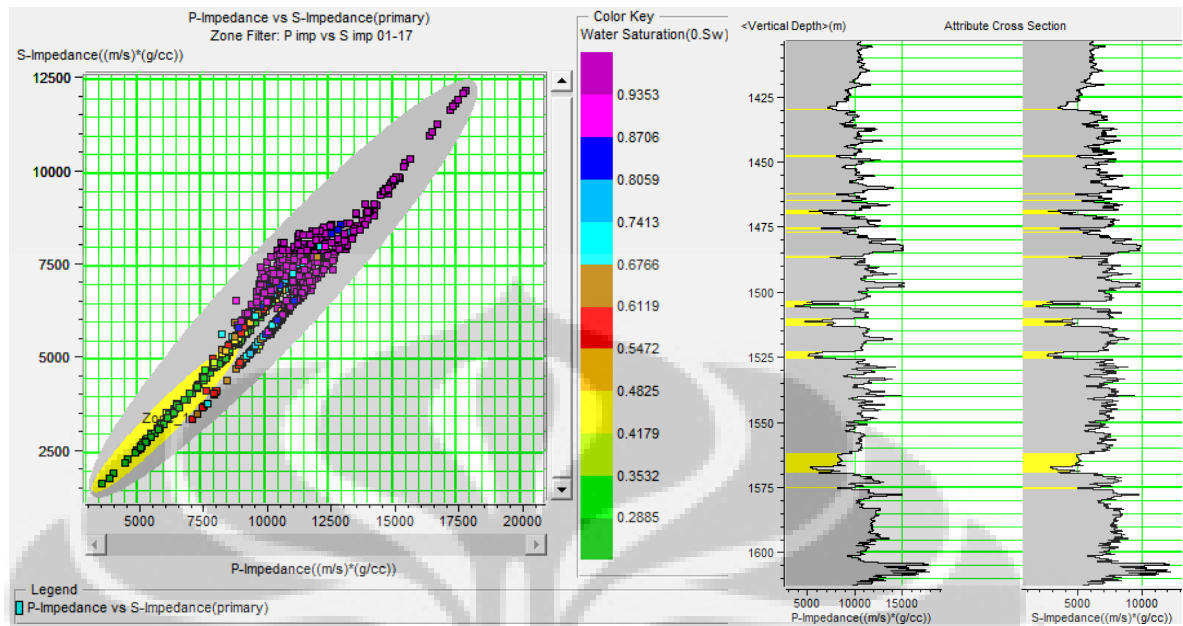 P-Impedance vs S-Impedance(primary)
Zone Filter: P imp vs S imp 01-17
S-Impedance((m/s)*(g/cc))
12500
10000
7500
5000
2500
5000 7500 10000 12500 15000 17500 20000
P-Impedance((m/s)*(g/cc))
Legend
P-Impedance vs S-Impedance(primary)
Color Key
Water Saturation(0.Sw)
0.9353
0.8706
0.8059
0.7413
0.6766
0.6119
0.5472
0.4825
0.4179
0.3532
0.2885
<Vertical Depth>(m) Attribute Cross Section
1425
1450
1475
1500
1525
1550
1575
1600
5000 10000 15000 5000 10000
P-Impedance((m/s)*(g/cc)) S-Impedance((m/s)*(g/cc))